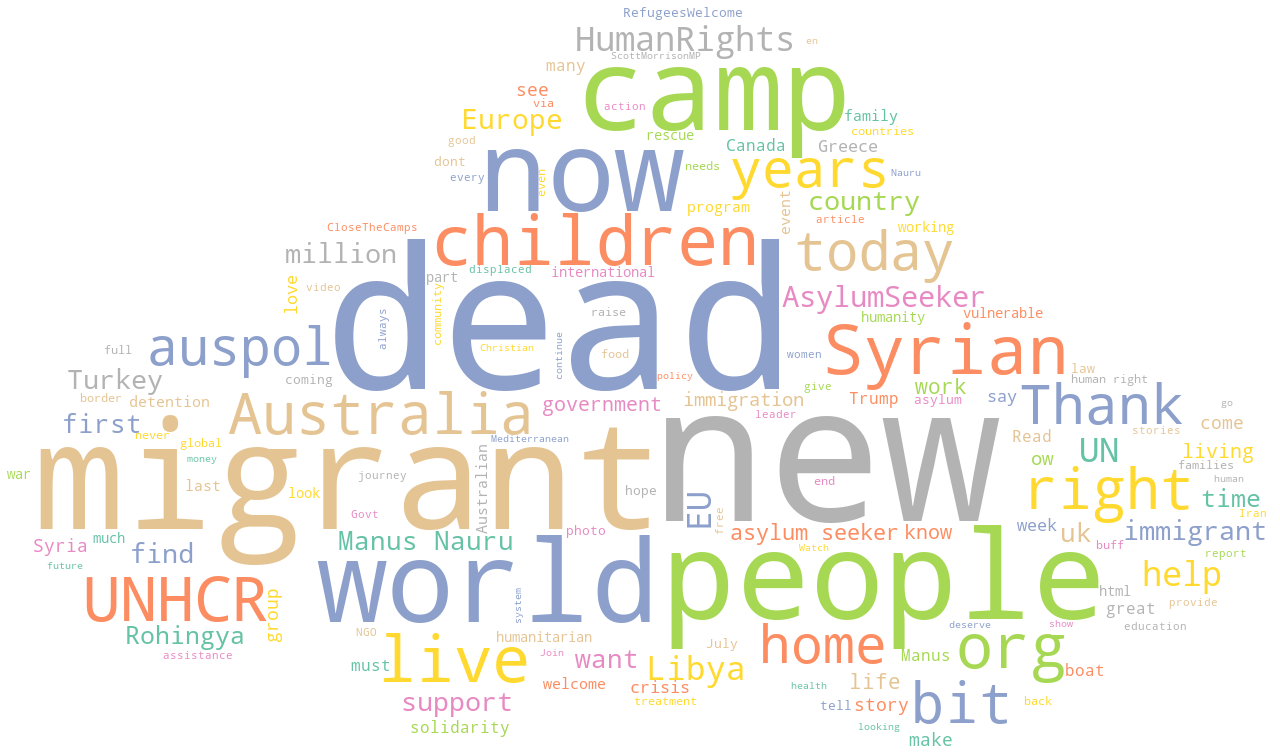 RefugeesWelcome
HumanRights
en
ScottMorrisonMP
many
camp
see
via
action
Europe
family
rescue
countries
good
now
Canada
Greece
dont
needs
years
every
even
Nauru
program
country
event
article
CloseTheCamps
children
working
million
today
part
displaced
international
love
video
dead
AsylumSeeker
community
always
raise
humanity
vulnerable
auspol
full
Christian
continue
food
women
Syrian
Turkey
coming
policy
law
human right
border
detention
Australia
government
immigration
give
Trump
work
asylum
say
Thank
go
first
never
global
migrant
Mediterranean
leader
new
Read
come
stories
money
UN
living
families
war
last
look
journey
Australian
hope
end
right
human
time
Iran
Govt
photo
EU
free
asylum seeker
know
week
uk
immigrant
Syria
much
find
Manus Nauru
Watch
buff
report
future
UNHCR
world
people
help
html
great
provide
group
system
Rohingya
NGO
humanitarian
July
home
deserve
show
education
assistance
must
live
Join
want
Libya
Manus
org
boat
welcome
crisis
health
life
support
treatment
tell
story
bit
back
solidarity
looking
make
ow